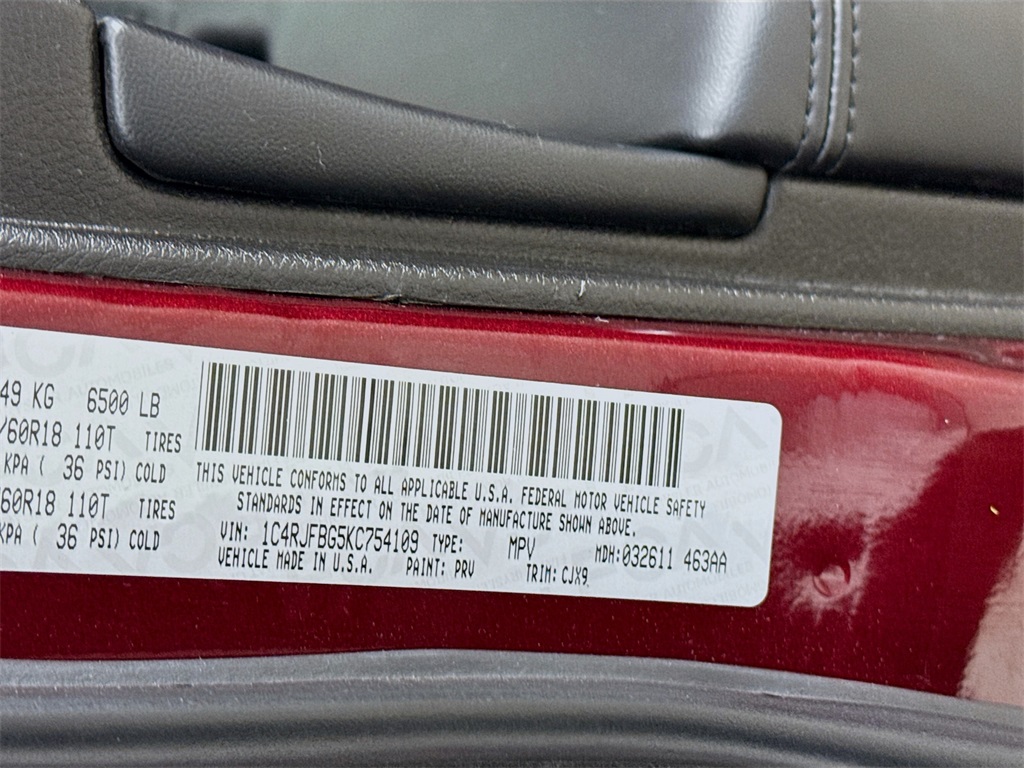 49 KG 6500 LB
/60R18 110T TIRES
KPA ( 36 PSI) COLD
/60R18 110T TIRES
KPA ( 36 PSI) COLD
THIS VEHICLE CONFORMS TO ALL APPLICABLE U.S.A. FEDERAL MOTOR VEHICLE SAFETY
STANDARDS IN EFFECT ON THE DATE OF MANUFACTURE SHOWN ABOVE.
VIN: 1C4RJFBG5KC754109 TYPE: MPV MDH:032611 463AA
VEHICLE MADE IN U.S.A. PAINT: PRV TRIM: CJX9